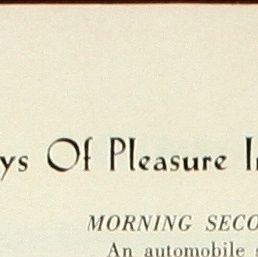 ys Of Pleasure I
MORNING SECO
An automobile